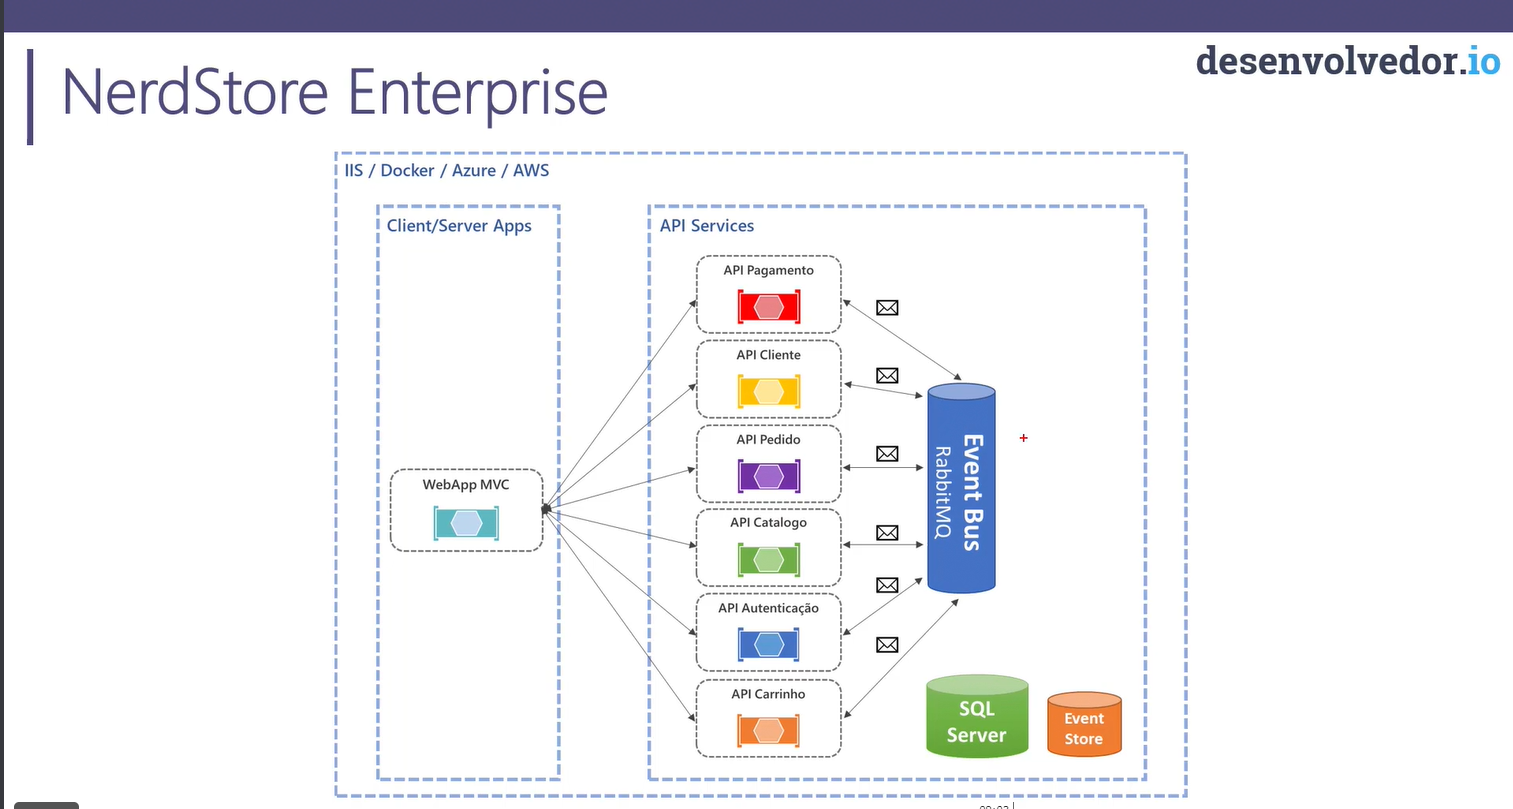 desenvolvedor.io
NerdStore Enterprise
IIS / Docker / Azure / AWS
Client/Server Apps
API Services
API Pagamento
API Cliente
API Pedido
WebApp MVC
API Catalogo
API Autenticação
API Carrinho
Event Bus
RabbitMQ
SQL
Server
Event
Store